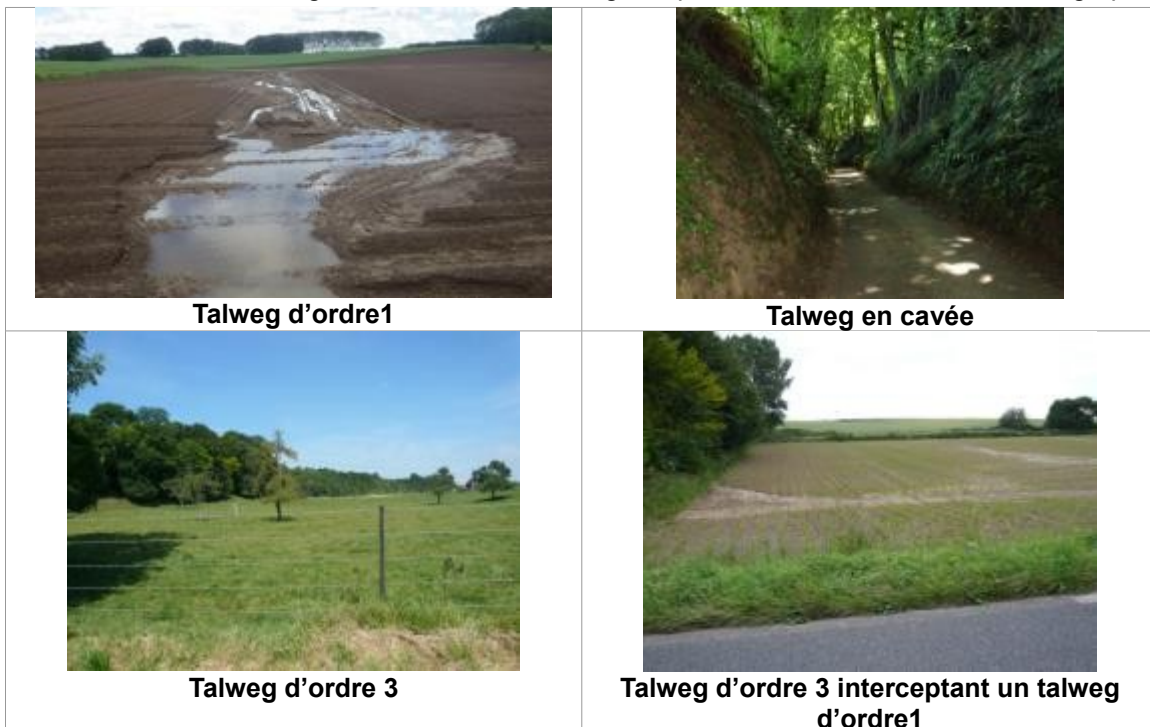 Talweg d'ordre1
Talweg en cavée
Talweg d'ordre 3
Talweg d'ordre 3 interceptant un talweg
d'ordre1